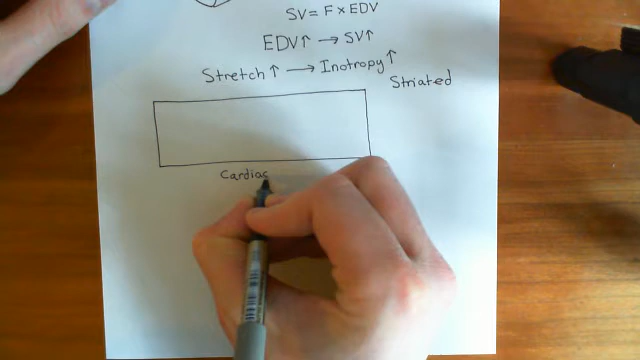 SV = F × EDV
EDV↑ → SV↑
Stretch↑ → Inotropy↑
Striated
Cardiac